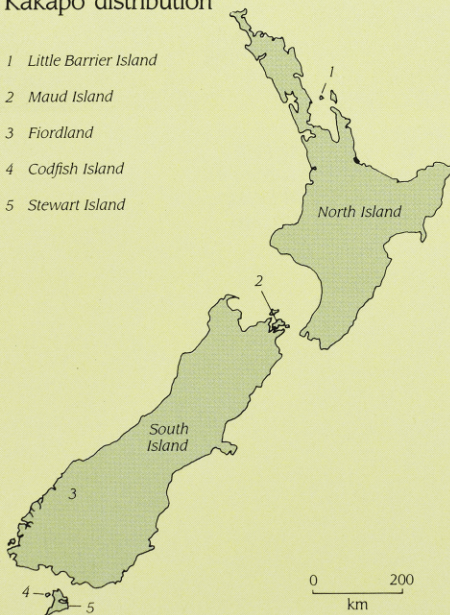 Kakapo distribution
1 Little Barrier Island
2 Maud Island
3 Fiordland
4 Codfish Island
5 Stewart Island
1
North Island
2
South
Island
3
4
5
0 200
km